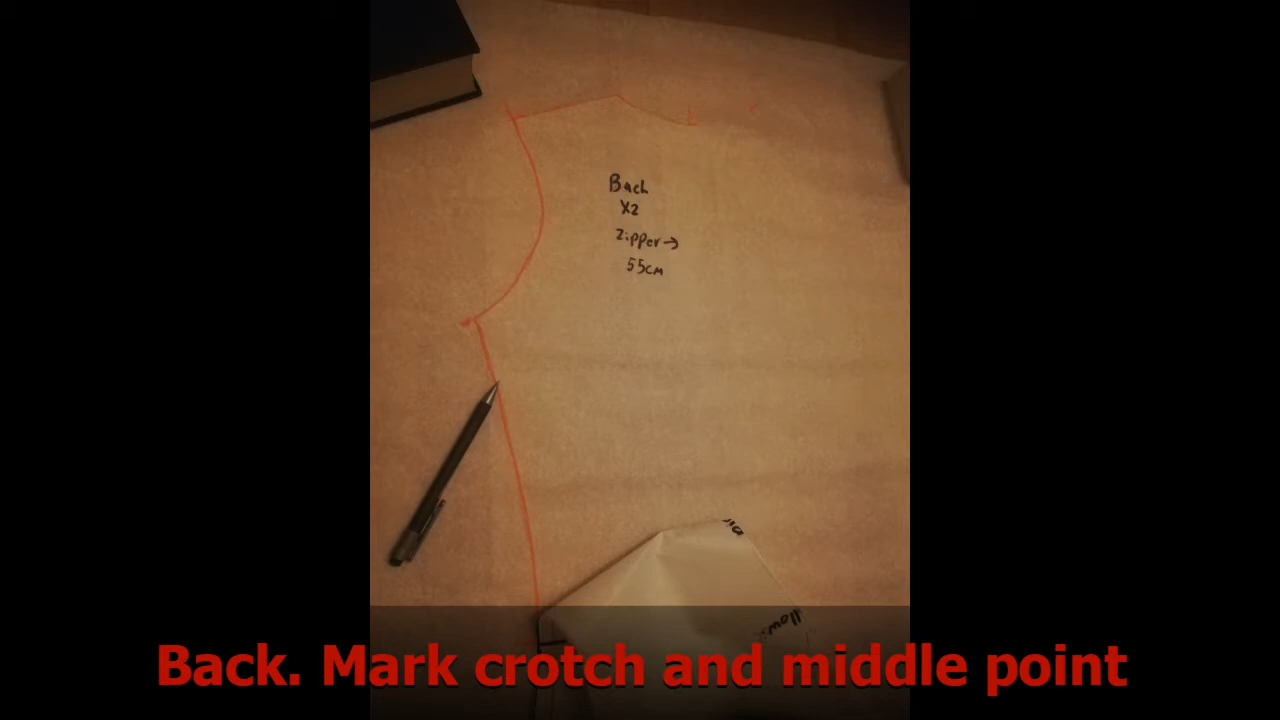 Back
X2
Zipper→
55cm
Back. Mark crotch and middle point